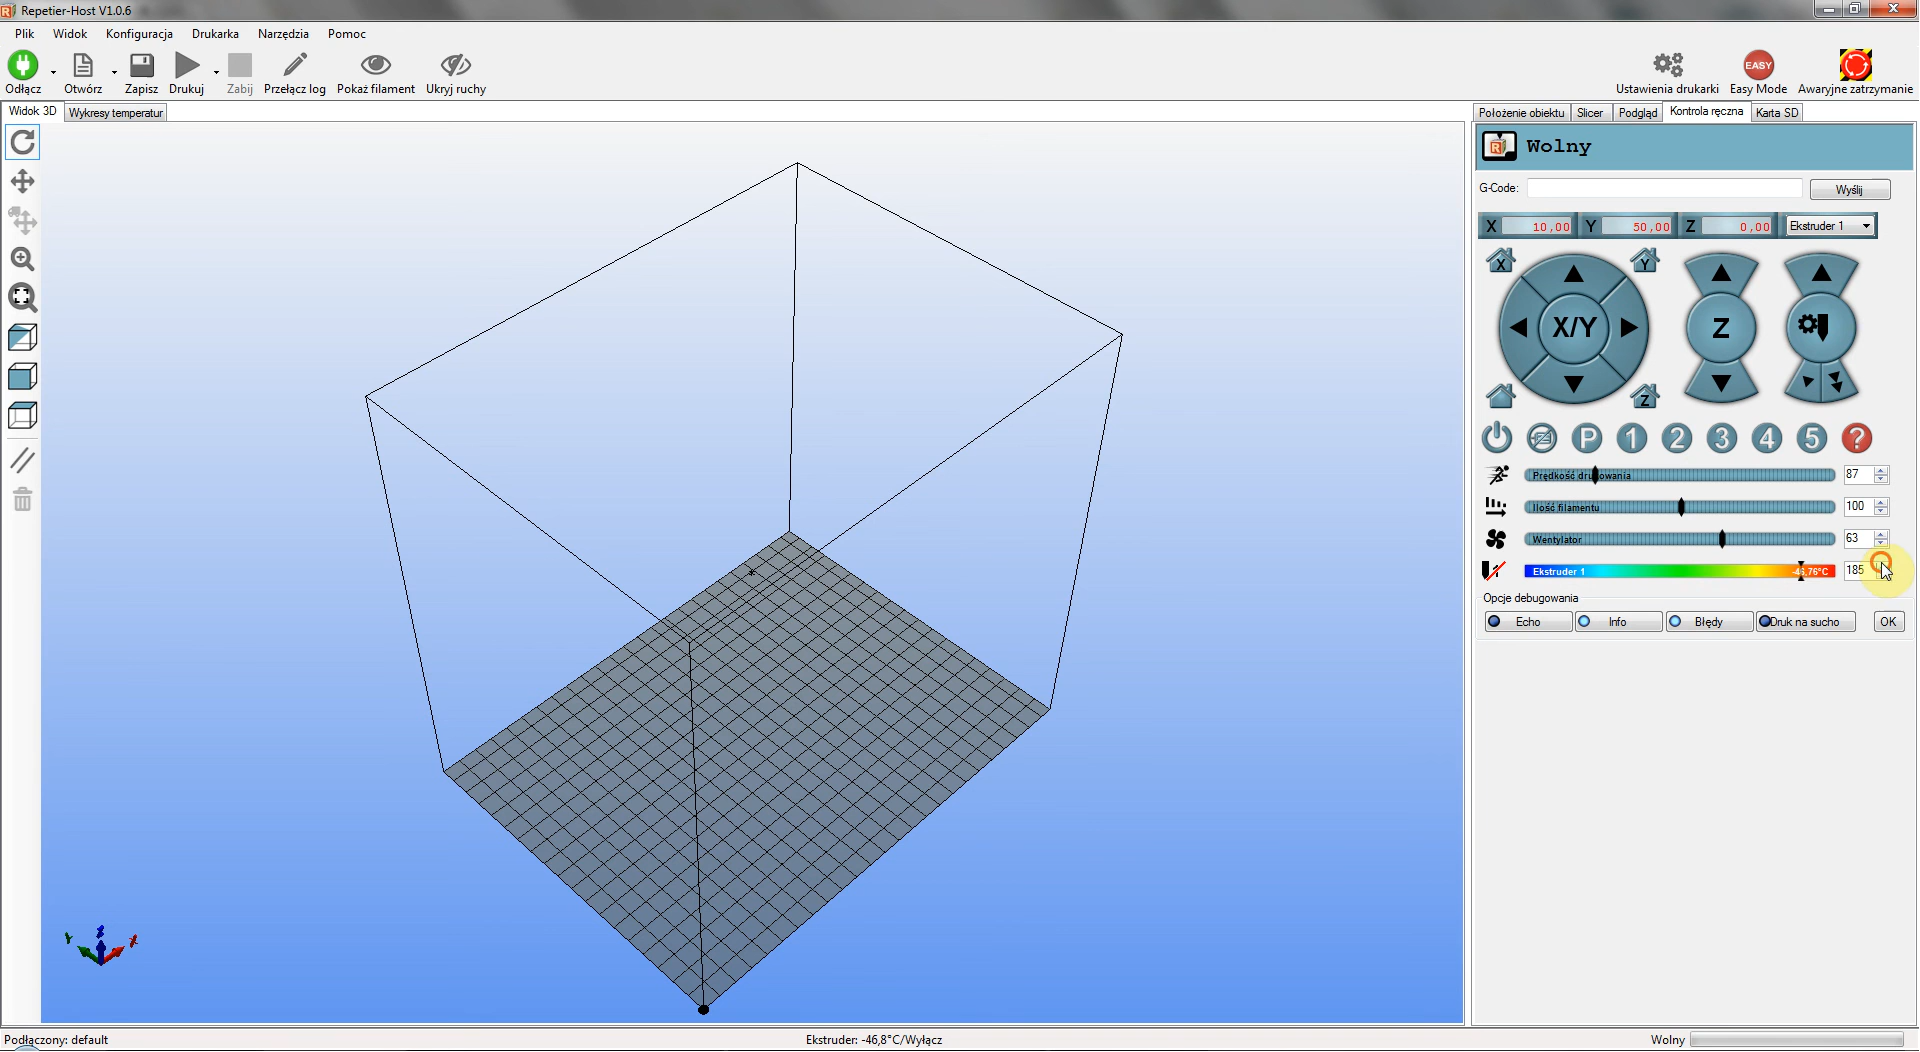 Repetier-Host V1.0.6
Plik Widok Konfiguracja Drukarka Narzędzia Pomoc
Odłącz Otwórz Zapisz Drukuj Zabij Przełącz log Pokaż filament Ukryj ruchy
EASY
Ustawienia drukarki Easy Mode Awaryjne zatrzymanie
Widok 3D Wykresy temperatur
Położenie obiektu Slicer Podgląd Kontrola ręczna Karta SD
R Wolny
G-Code: Wyślij
X 10,00 Y 50,00 Z 0,00 Ekstruder 1
X Y
X/Y Z
Z
P 1 2 3 4 5 ?
Prędkość drukowania 87
Ilość filamentu 100
Wentylator 63
Ekstruder 1 -46,76°C 185
Opcje debugowania
Echo Info Błędy Druk na sucho OK
Y Z X
Podłączony: default Ekstruder: -46,8°C/Wyłącz Wolny